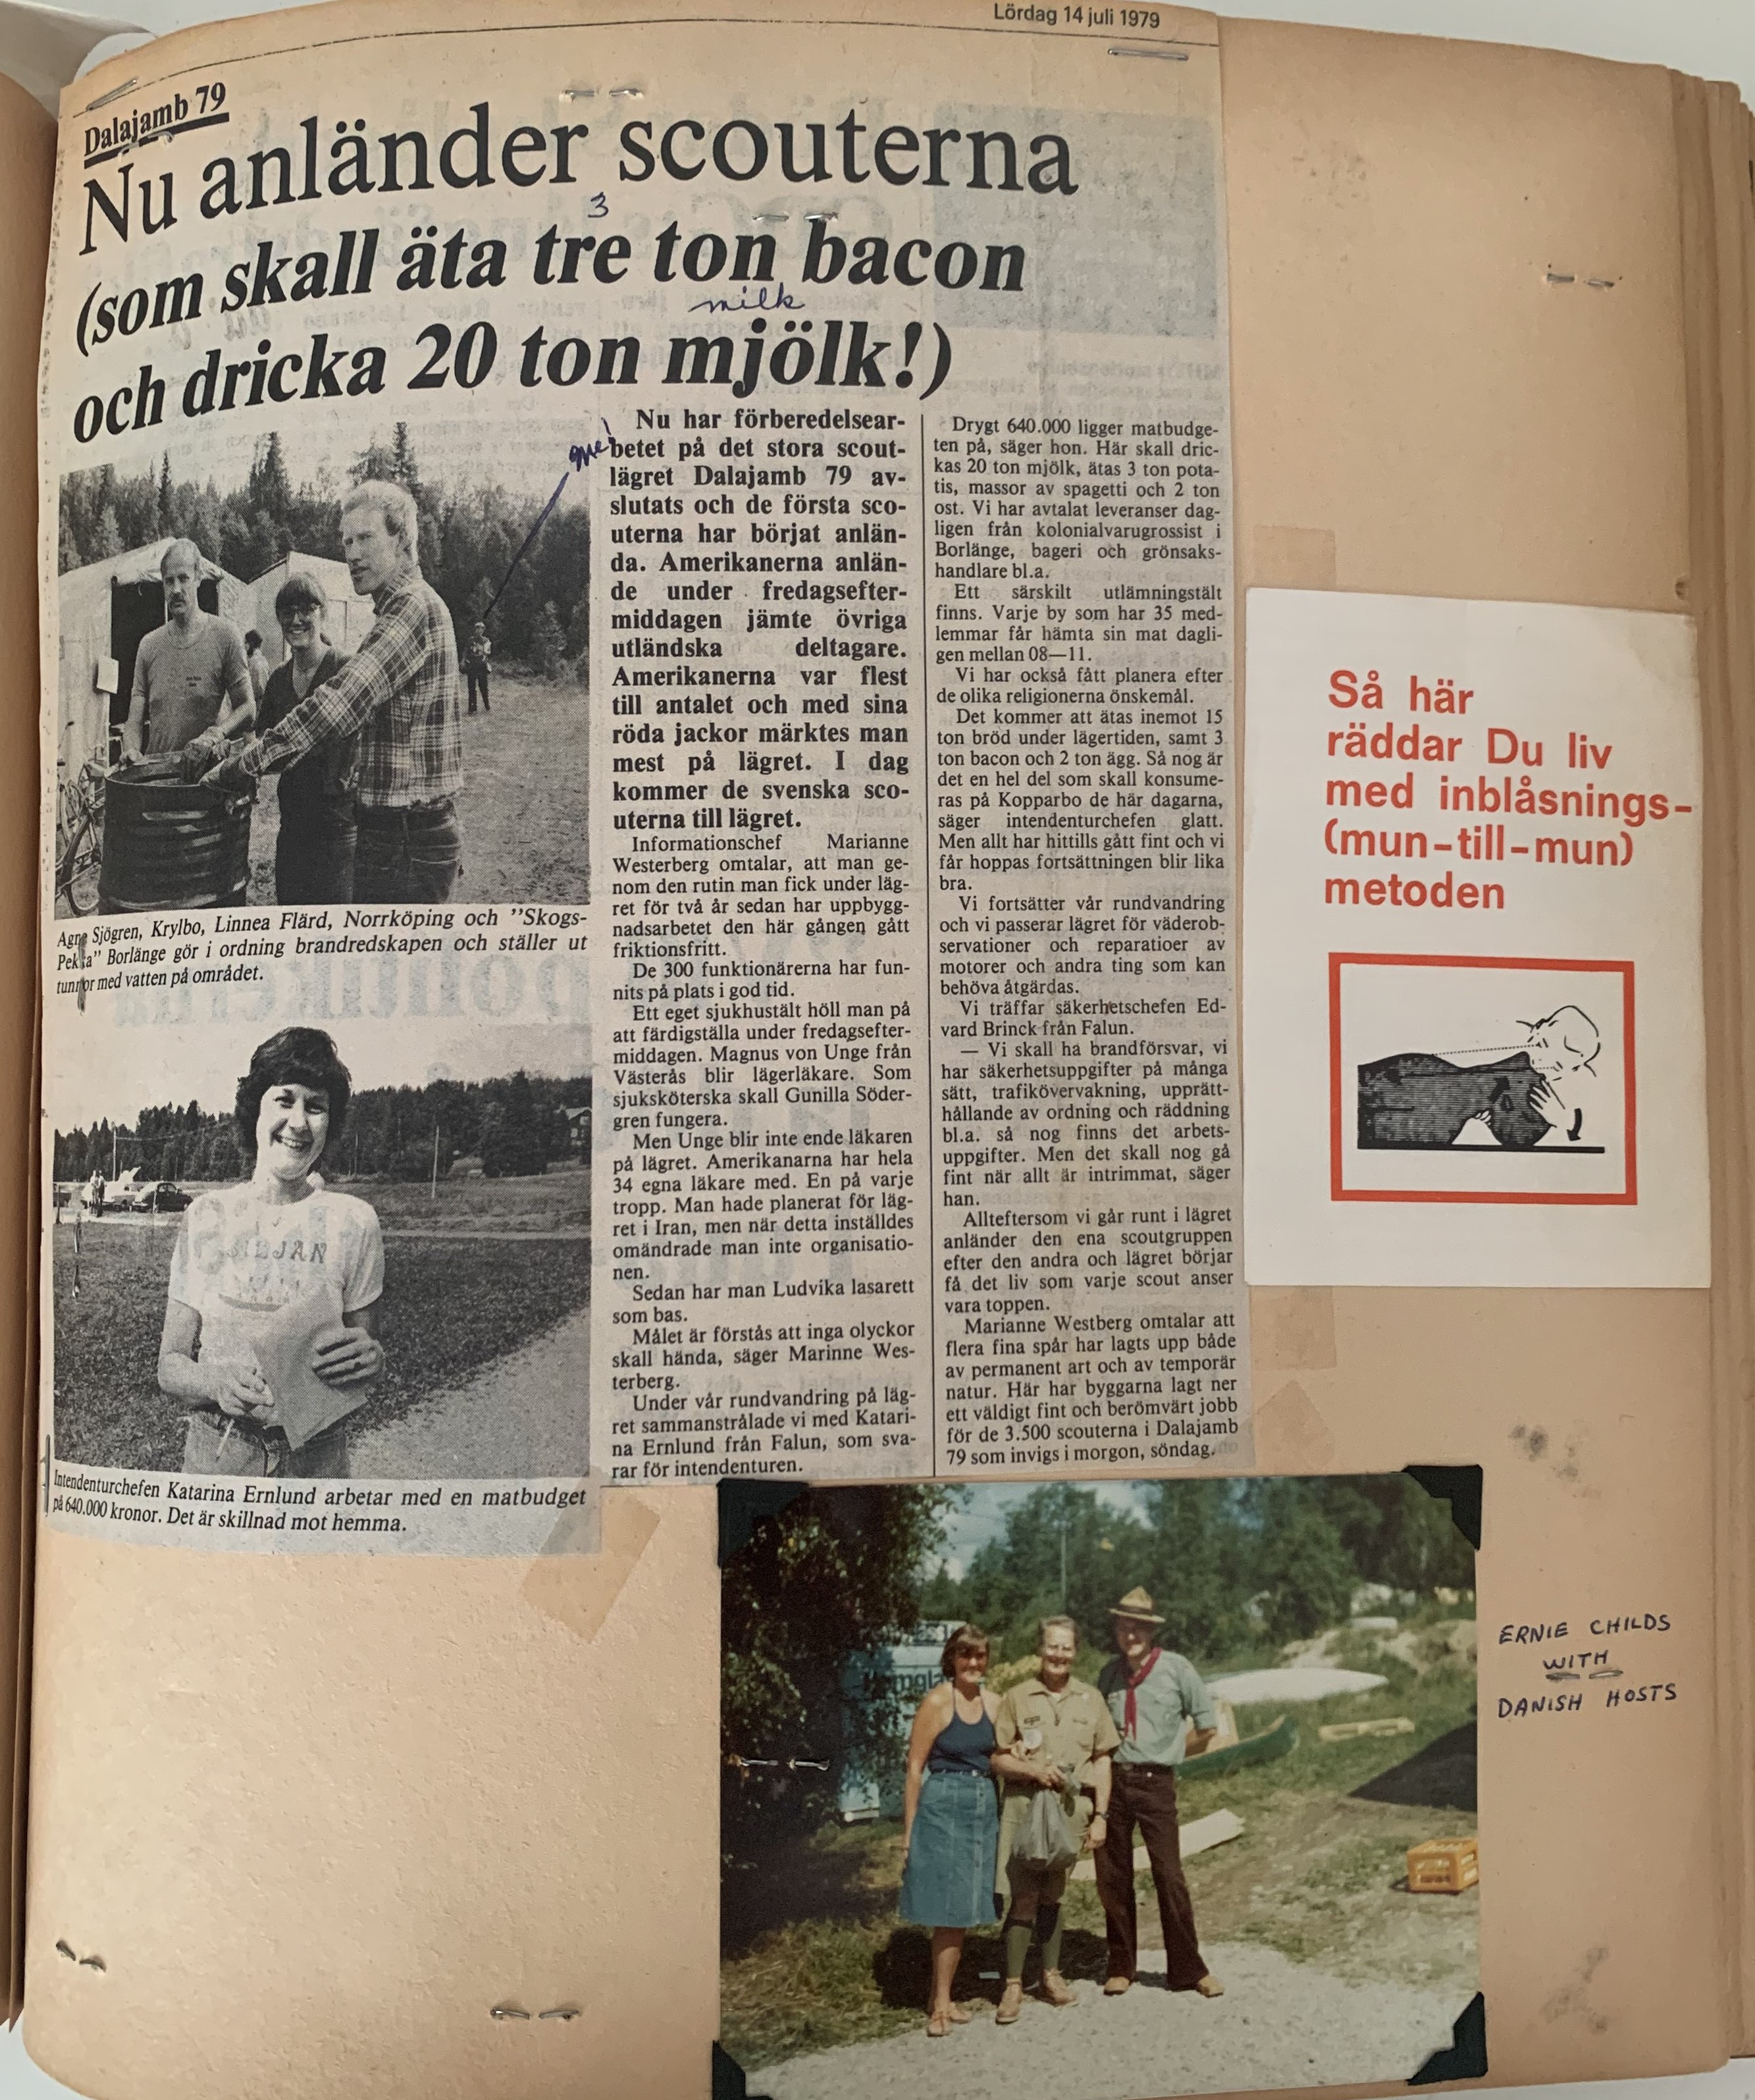 Lördag 14 juli 1979
Dalajamb 79
Nu anländer scouterna
3
(som skall äta tre ton bacon
milk
och dricka 20 ton mjölk!)
me
Agne Sjögren, Krylbo, Linnea Flärd, Norrköping och ”Skogs-
Pekka” Borlänge gör i ordning brandredskapen och ställer ut
tunnor med vatten på området.
Intendenturchefen Katarina Ernlund arbetar med en matbudget
på 640.000 kronor. Det är skillnad mot hemma.
Nu har förberedelsear-
betet på det stora scout-
lägret Dalajamb 79 av-
slutats och de första sco-
uterna har börjat anlän-
da. Amerikanerna anlän-
de under fredagsefter-
middagen jämte övriga
utländska deltagare.
Amerikanerna var flest
till antalet och med sina
röda jackor märktes man
mest på lägret. I dag
kommer de svenska sco-
uterna till lägret.
Informationschef Marianne
Westerberg omtalar, att man ge-
nom den rutin man fick under läg-
ret för två år sedan har uppbygg-
nadsarbetet den här gången gått
friktionsfritt.
De 300 funktionärerna har fun-
nits på plats i god tid.
Ett eget sjukhustält höll man på
att färdigställa under fredagsefter-
middagen. Magnus von Unge från
Västerås blir lägerläkare. Som
sjuksköterska skall Gunilla Söder-
gren fungera.
Men Unge blir inte ende läkaren
på lägret. Amerikanarna har hela
34 egna läkare med. En på varje
tropp. Man hade planerat för läg-
ret i Iran, men när detta inställdes
omändrade man inte organisatio-
nen.
Sedan har man Ludvika lasarett
som bas.
Målet är förstås att inga olyckor
skall hända, säger Marinne Wes-
terberg.
Under vår rundvandring på läg-
ret sammanstrålade vi med Katari-
na Ernlund från Falun, som sva-
rar för intendenturen.
Drygt 640.000 ligger matbudge-
ten på, säger hon. Här skall dric-
kas 20 ton mjölk, ätas 3 ton pota-
tis, massor av spagetti och 2 ton
ost. Vi har avtalat leveranser dag-
ligen från kolonialvarugrossist i
Borlänge, bageri och grönsaks-
handlare bl.a.
Ett särskilt utlämningstält
finns. Varje by som har 35 med-
lemmar får hämta sin mat dagli-
gen mellan 08—11.
Vi har också fått planera efter
de olika religionerna önskemål.
Det kommer att ätas inemot 15
ton bröd under lägertiden, samt 3
ton bacon och 2 ton ägg. Så nog är
det en hel del som skall konsume-
ras på Kopparbo de här dagarna,
säger intendenturchefen glatt.
Men allt har hittills gått fint och vi
får hoppas fortsättningen blir lika
bra.
Vi fortsätter vår rundvandring
och vi passerar lägret för väderob-
servationer och reparatioer av
motorer och andra ting som kan
behöva åtgärdas.
Vi träffar säkerhetschefen Ed-
vard Brinck från Falun.
— Vi skall ha brandförsvar, vi
har säkerhetsuppgifter på många
sätt, trafikövervakning, upprätt-
hållande av ordning och räddning
bl.a. så nog finns det arbets-
uppgifter. Men det skall nog gå
fint när allt är intrimmat, säger
han.
Allteftersom vi går runt i lägret
anländer den ena scoutgruppen
efter den andra och lägret börjar
få det liv som varje scout anser
vara toppen.
Marianne Westberg omtalar att
flera fina spår har lagts upp både
av permanent art och av temporär
natur. Här har byggarna lagt ner
ett väldigt fint och berömvärt jobb
för de 3.500 scouterna i Dalajamb
79 som invigs i morgon, söndag.
Så här
räddar Du liv
med inblåsnings-
(mun-till-mun)
metoden
ERNIE CHILDS
WITH
DANISH HOSTS